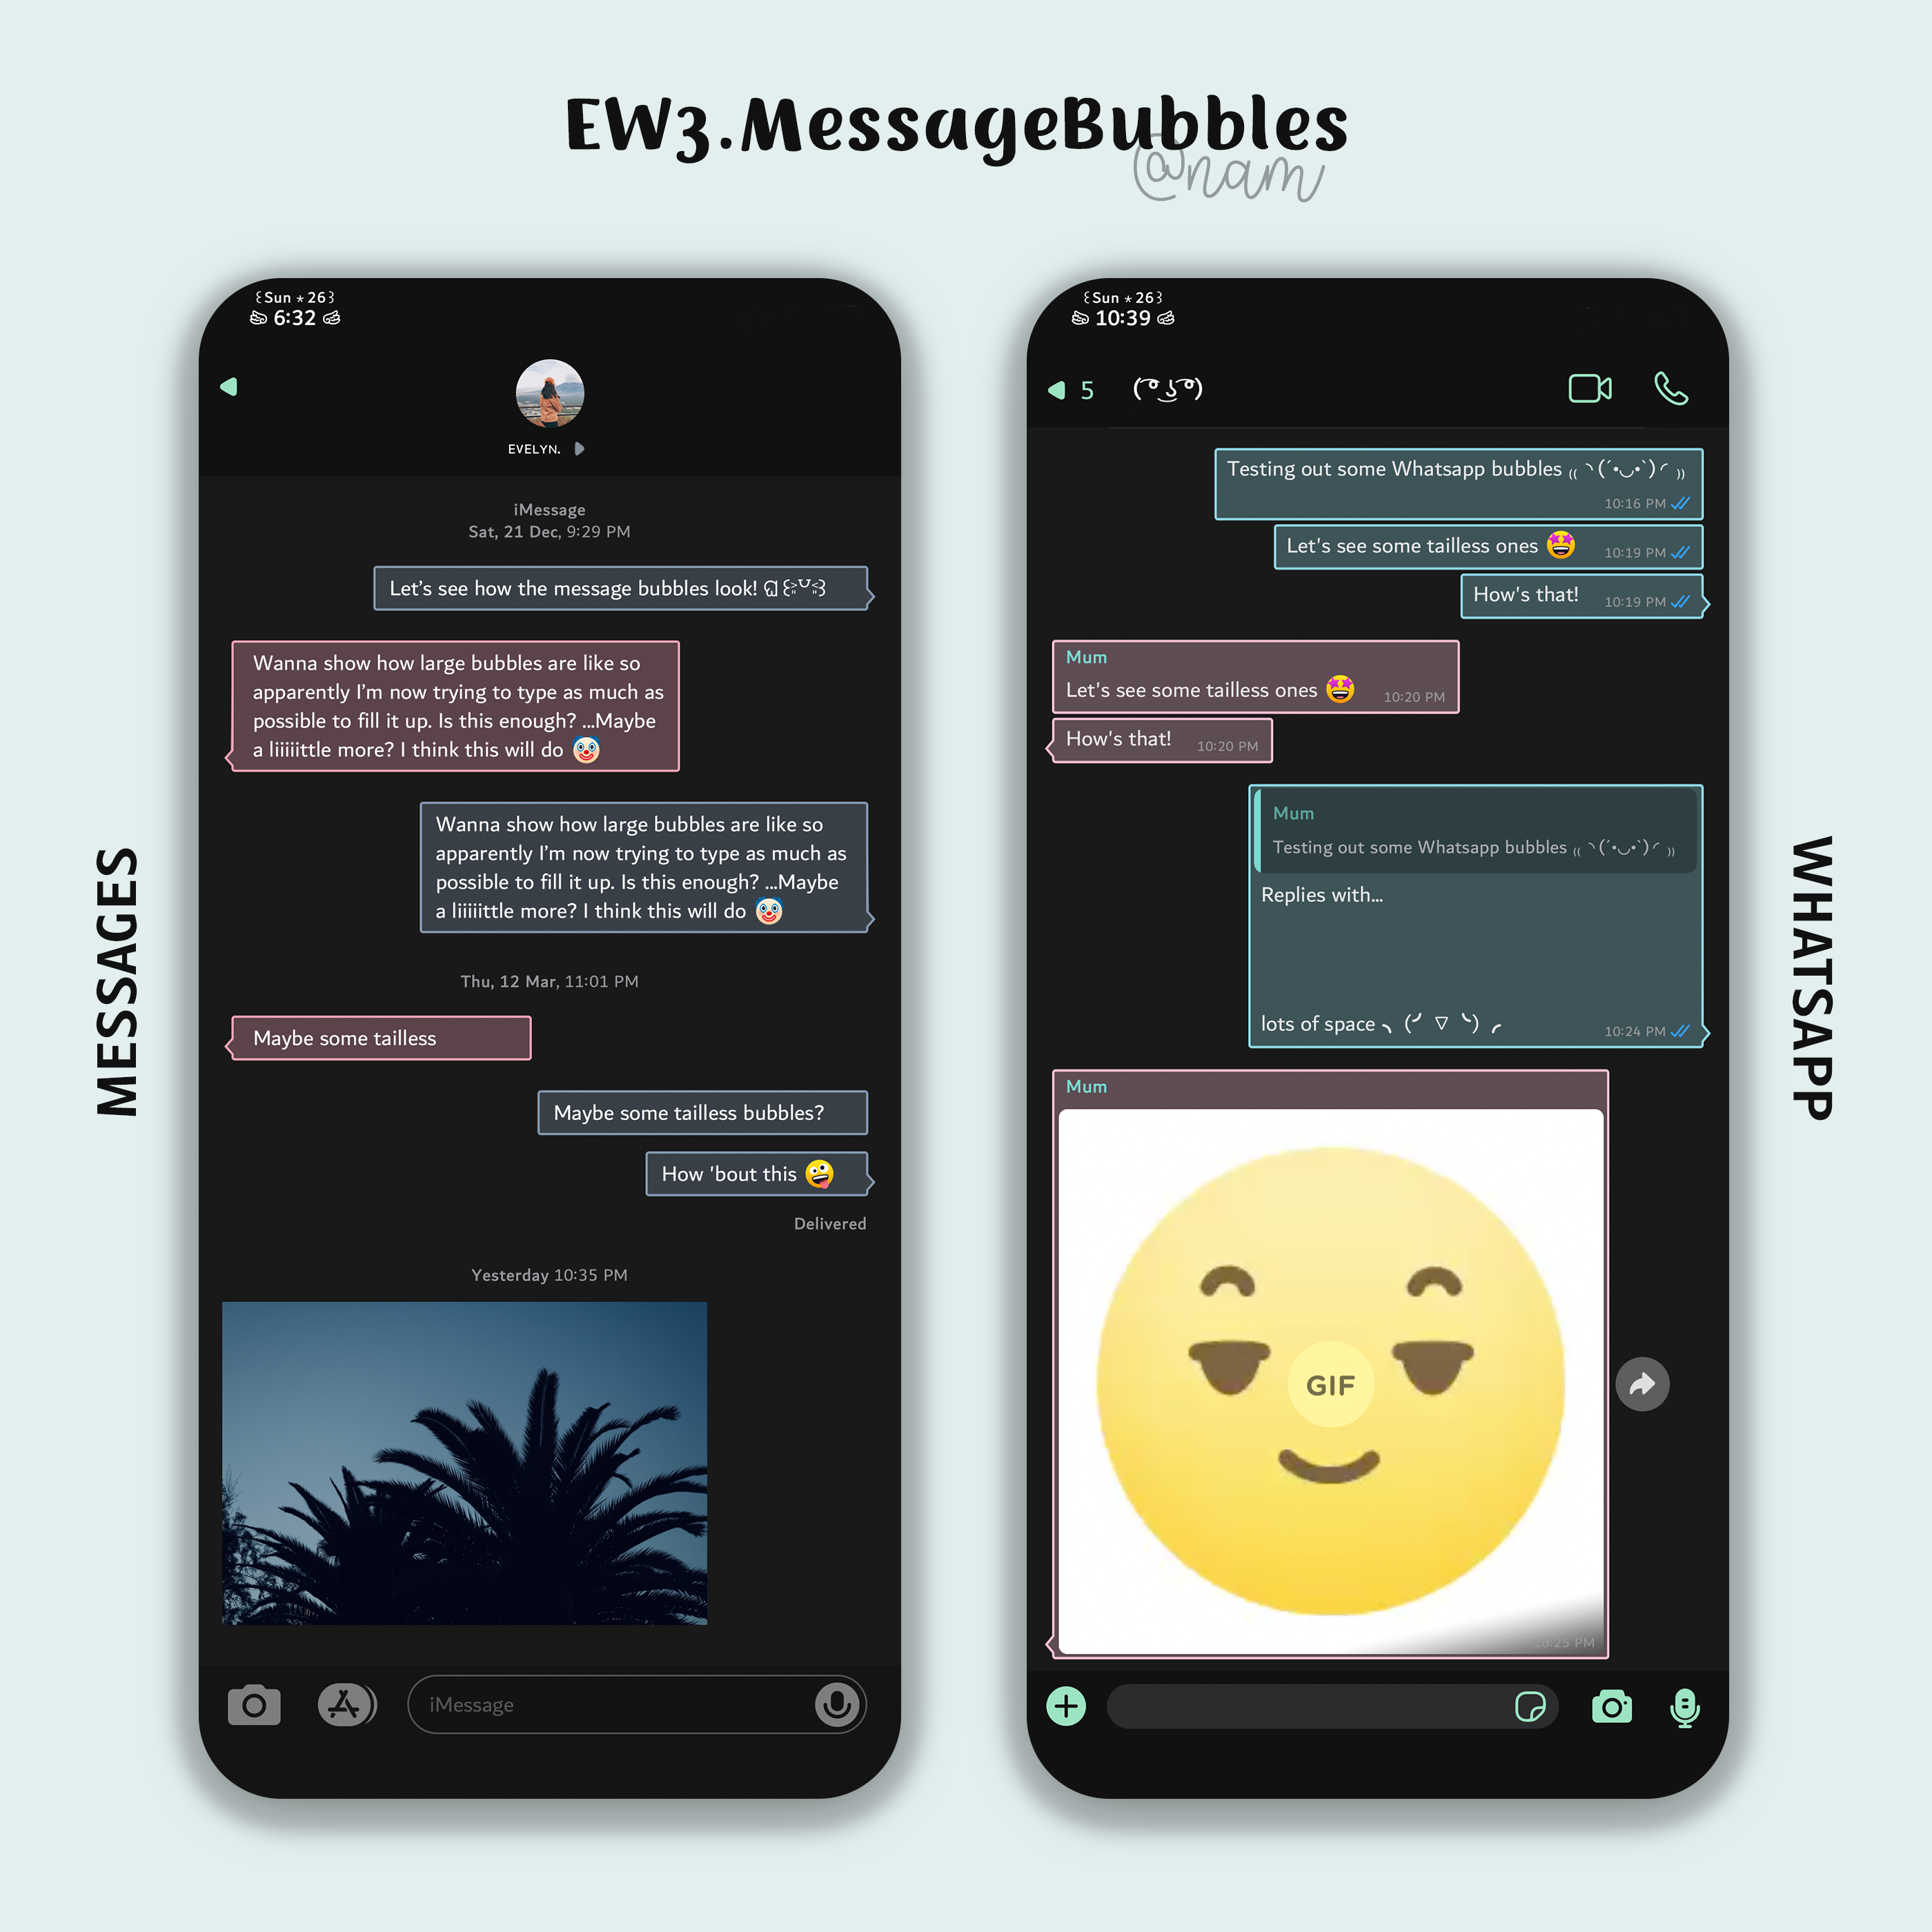 EW3.MessageBubbles
@nam
MESSAGES
꒰Sun ⋆ 26꒱
6:32
EVELYN.
iMessage
Sat, 21 Dec, 9:29 PM
Let's see how the message bubbles look!
Wanna show how large bubbles are like so
apparently I'm now trying to type as much as
possible to fill it up. Is this enough? ...Maybe
a liiiiittle more? I think this will do 🤡
Wanna show how large bubbles are like so
apparently I'm now trying to type as much as
possible to fill it up. Is this enough? ...Maybe
a liiiiittle more? I think this will do 🤡
Thu, 12 Mar, 11:01 PM
Maybe some tailless
Maybe some tailless bubbles?
How 'bout this 🤪
Delivered
Yesterday 10:35 PM
iMessage
꒰Sun ⋆ 26꒱
10:39
5
( ͡° ͜ʖ ͡°)
Testing out some Whatsapp bubbles ₍₍ ◝(´•◡•`)◜ ₎₎
10:16 PM
Let's see some tailless ones 🤩 10:19 PM
How's that! 10:19 PM
Mum
Let's see some tailless ones 🤩 10:20 PM
How's that! 10:20 PM
Mum
Testing out some Whatsapp bubbles ₍₍ ◝(´•◡•`)◜ ₎₎
Replies with...
lots of space ◟(◜ ▽ ◝)◞ 10:24 PM
Mum
GIF
10:25 PM
WHATSAPP